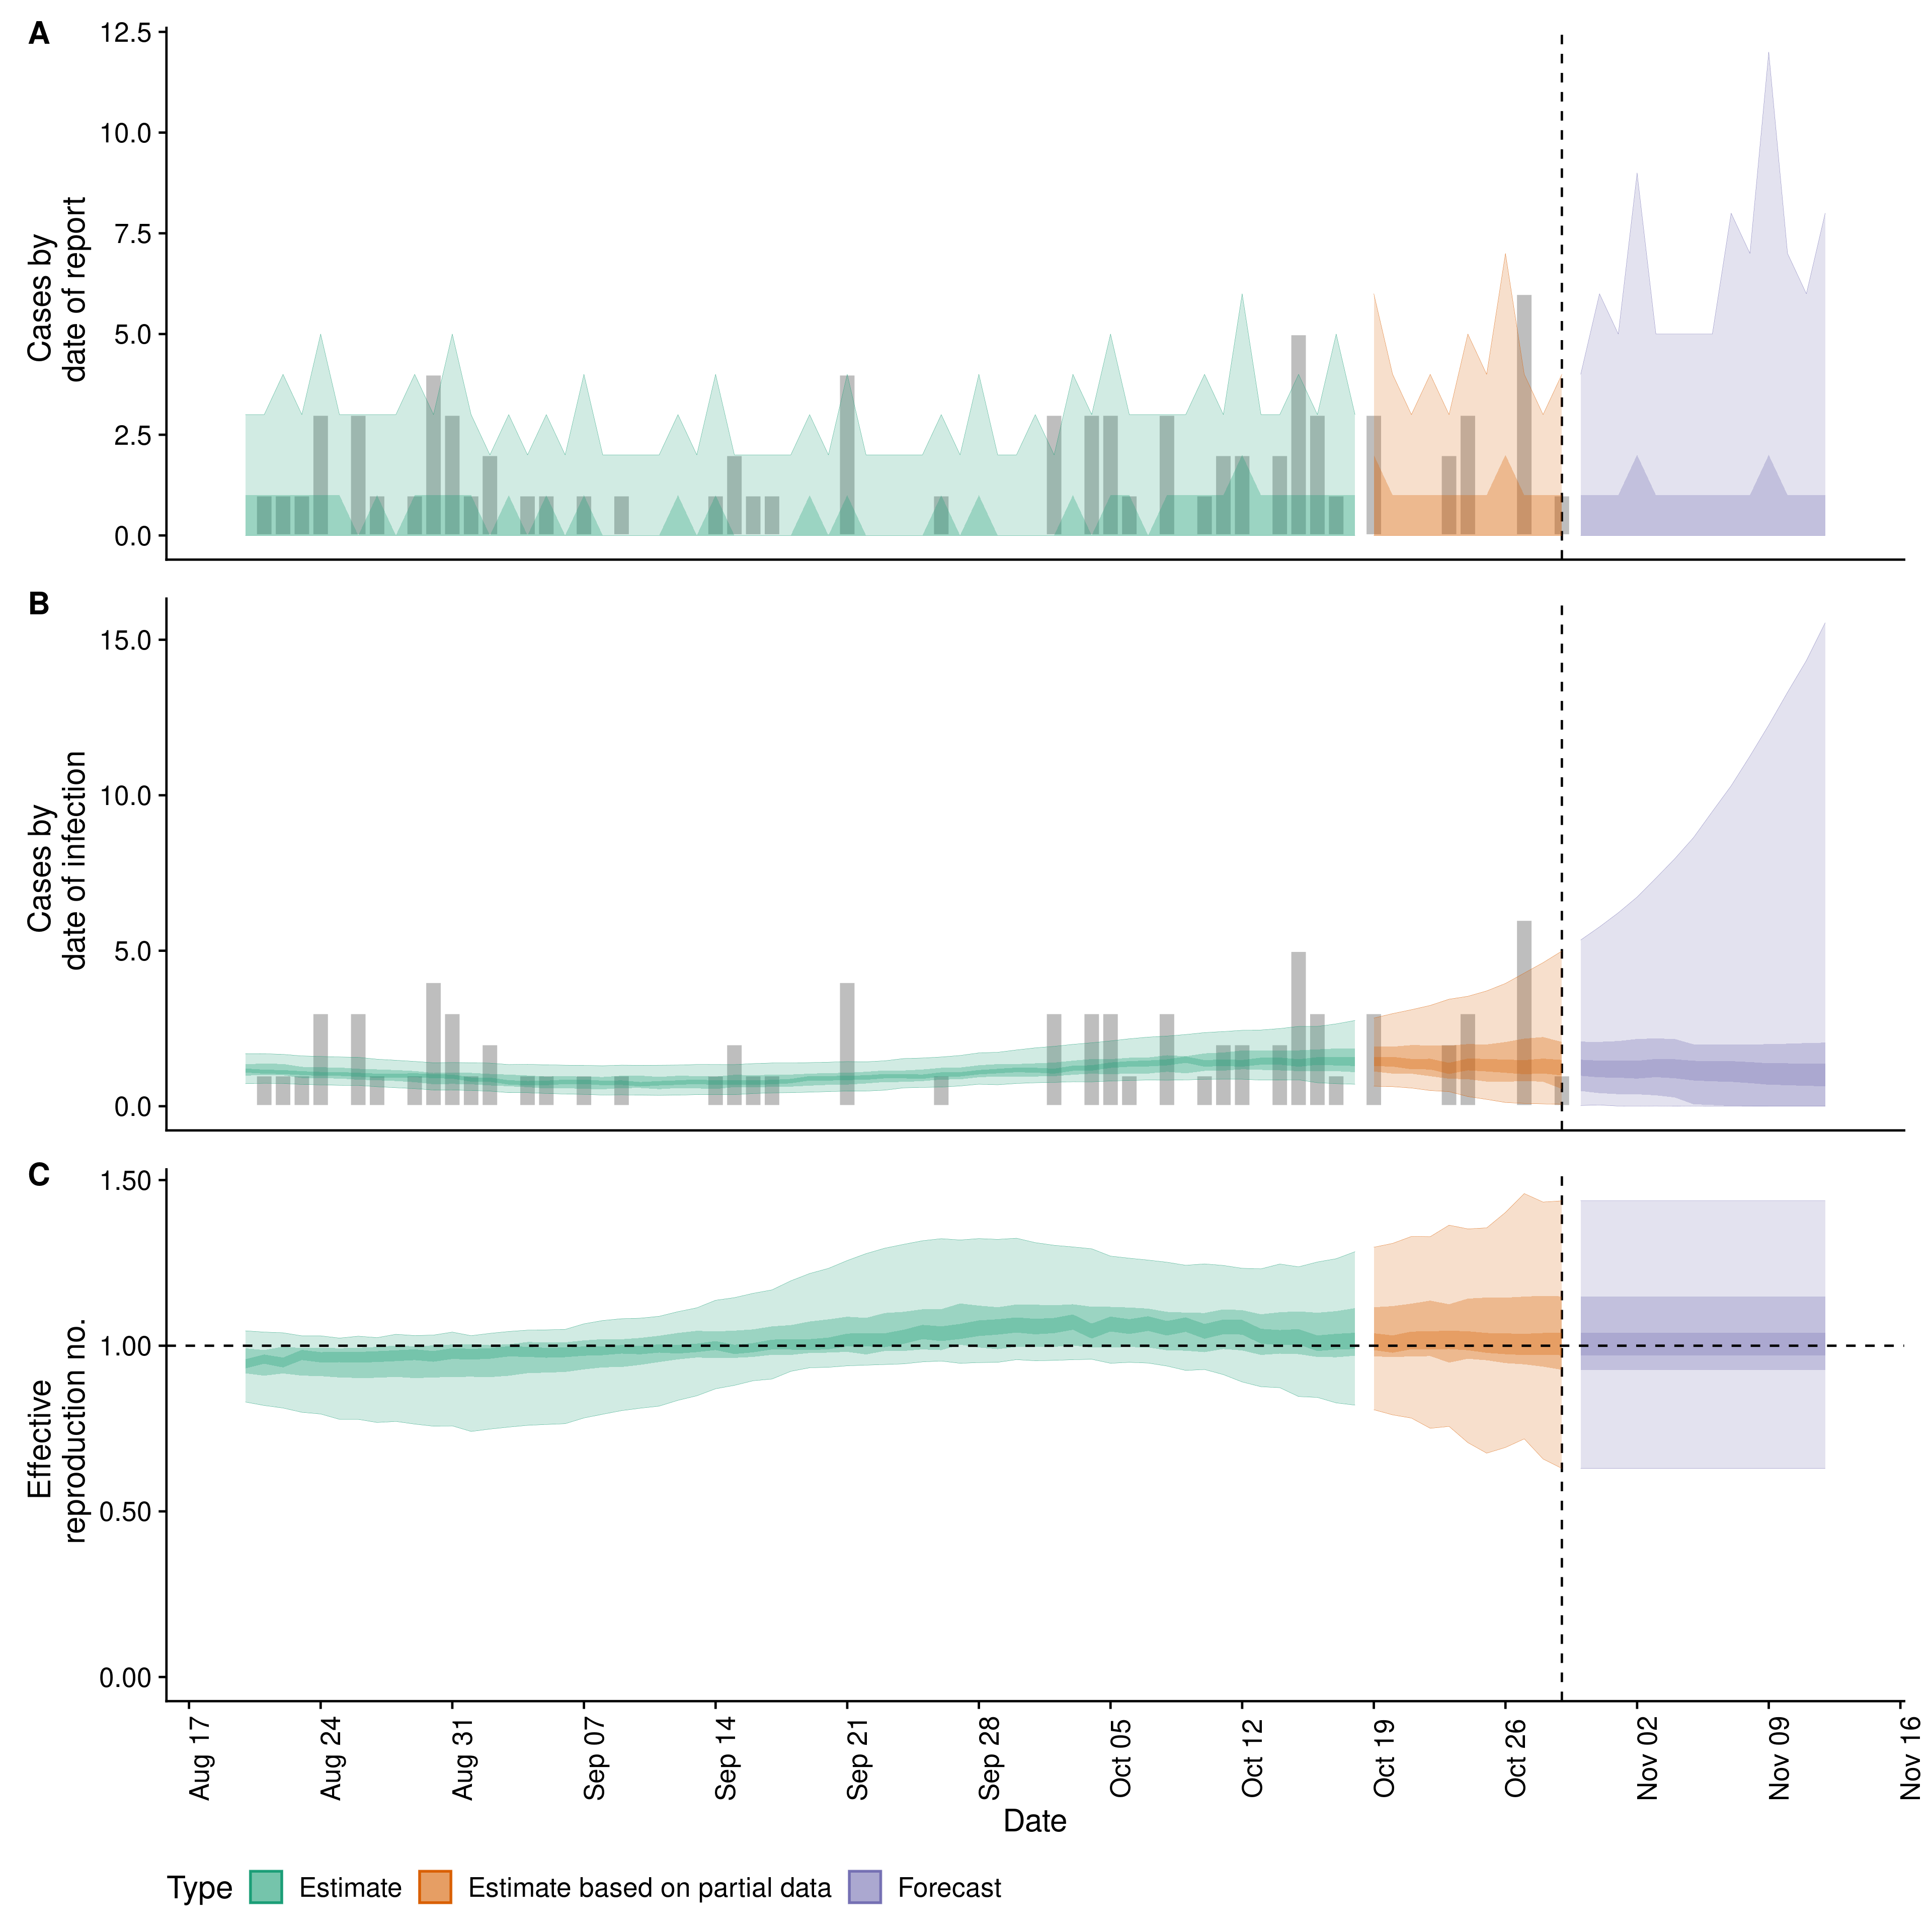 A
12.5
10.0
7.5
5.0
2.5
0.0
Cases by
date of report
B
15.0
10.0
5.0
0.0
Cases by
date of infection
C
1.50
1.00
0.50
0.00
Effective
reproduction no.
Aug 17
Aug 24
Aug 31
Sep 07
Sep 14
Sep 21
Sep 28
Oct 05
Oct 12
Oct 19
Oct 26
Nov 02
Nov 09
Nov 16
Date
Type Estimate Estimate based on partial data Forecast